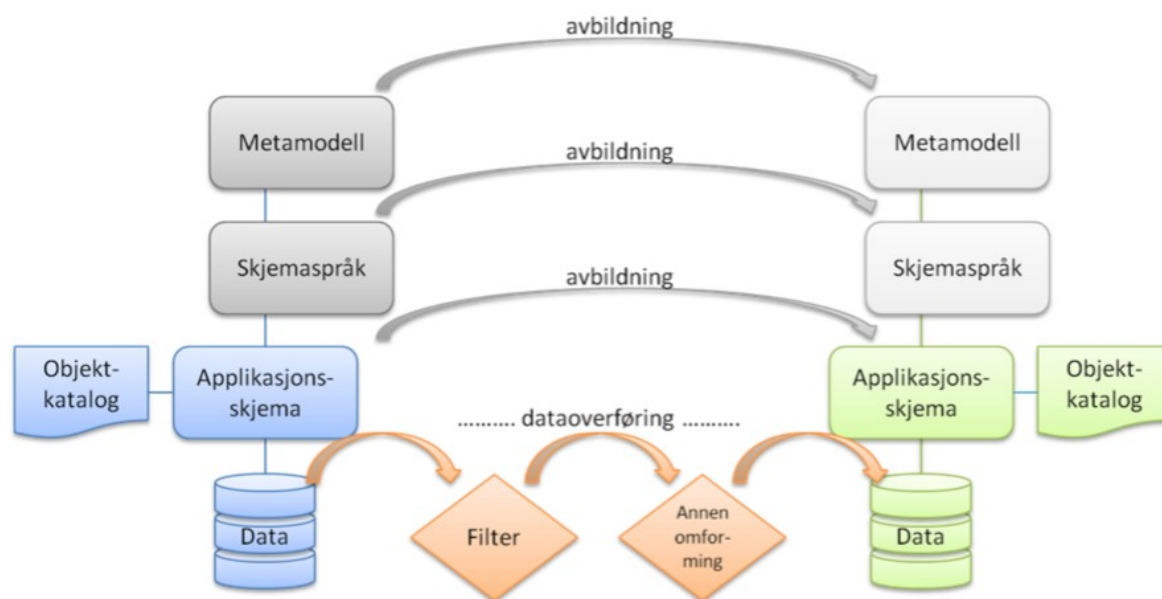 avbildning
Metamodell
Metamodell
avbildning
Skjemaspråk
Skjemaspråk
avbildning
Objekt-
katalog
Applikasjons-
skjema
Applikasjons-
skjema
Objekt-
katalog
.......... dataoverføring ..........
Data
Filter
Annen
omfor-
ming
Data